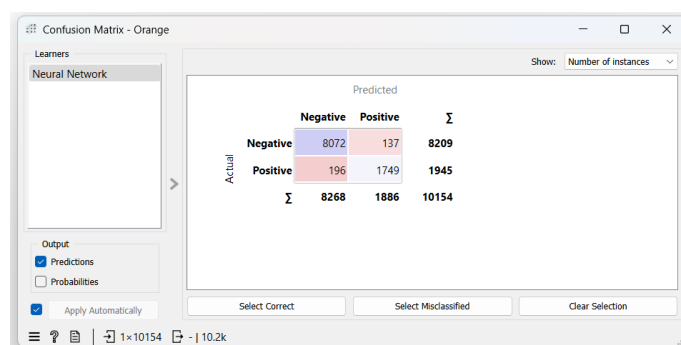 Confusion Matrix - Orange
Learners
Neural Network
Show: Number of instances
Predicted
Negative Positive Σ
Actual
Negative 8072 137 8209
Positive 196 1749 1945
Σ 8268 1886 10154
Output
Predictions
Probabilities
Apply Automatically
Select Correct Select Misclassified Clear Selection
1×10154 - | 10.2k